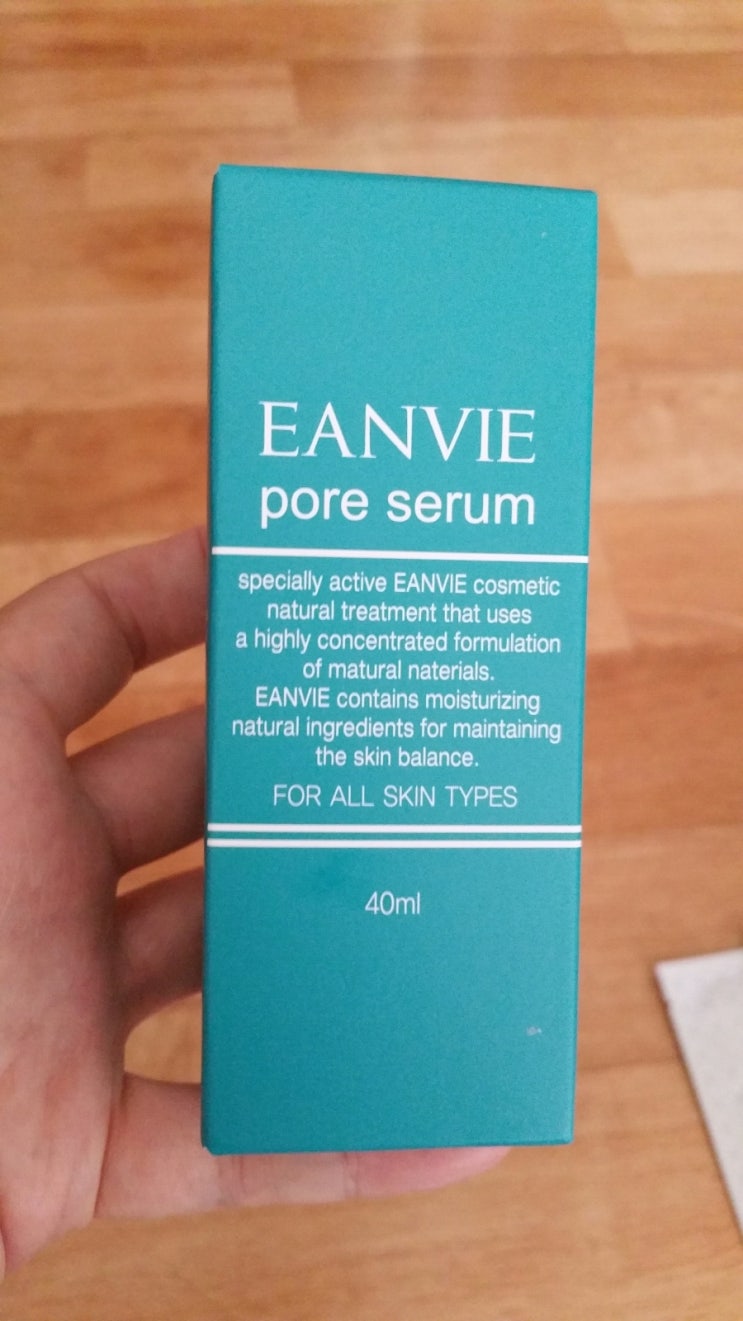 EANVIE
pore serum
specially active EANVIE cosmetic
natural treatment that uses
a highly concentrated formulation
of matural naterials.
EANVIE contains moisturizing
natural ingredients for maintaining
the skin balance.
FOR ALL SKIN TYPES
40ml